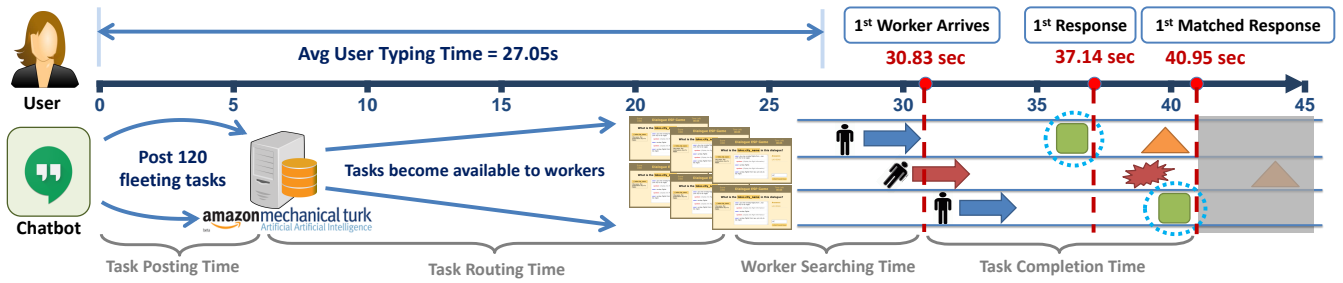 1st Worker Arrives
1st Response
1st Matched Response
Avg User Typing Time = 27.05s
30.83 sec
37.14 sec
40.95 sec
User
0
5
10
15
20
25
30
35
40
45
Post 120
fleeting tasks
Tasks become available to workers
Chatbot
amazonmechanical turk
beta
Artificial Artificial Intelligence
Task Posting Time
Task Routing Time
Worker Searching Time
Task Completion Time